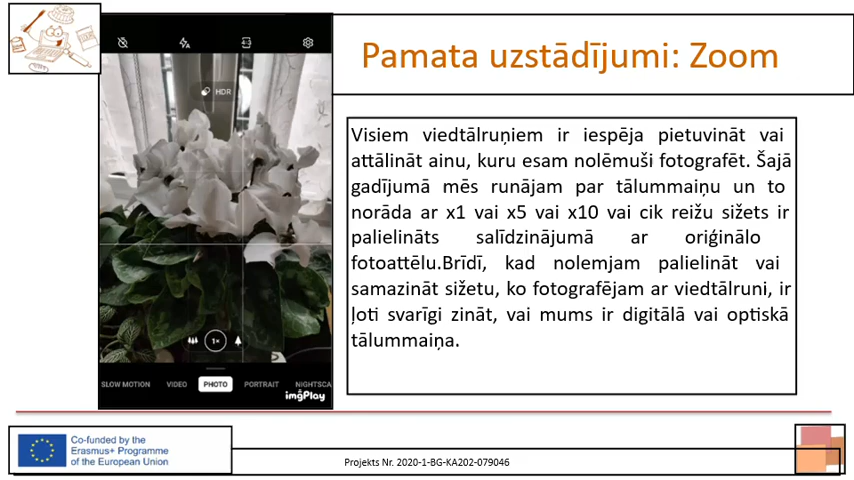 Pamata uzstādījumi: Zoom
4:3
HDR
Visiem viedtālruņiem ir iespēja pietuvināt vai
attālināt ainu, kuru esam nolēmuši fotografēt. Šajā
gadījumā mēs runājam par tālummaiņu un to
norāda ar x1 vai x5 vai x10 vai cik reižu sižets ir
palielināts salīdzinājumā ar oriģinālo
fotoattēlu.Brīdī, kad nolemjam palielināt vai
samazināt sižetu, ko fotografējam ar viedtālruni, ir
ļoti svarīgi zināt, vai mums ir digitālā vai optiskā
tālummaiņa.
1×
SLOW MOTION VIDEO PHOTO PORTRAIT NIGHTSCA
imgPlay
Co-funded by the
Erasmus+ Programme
of the European Union
Projekts Nr. 2020-1-BG-KA202-079046